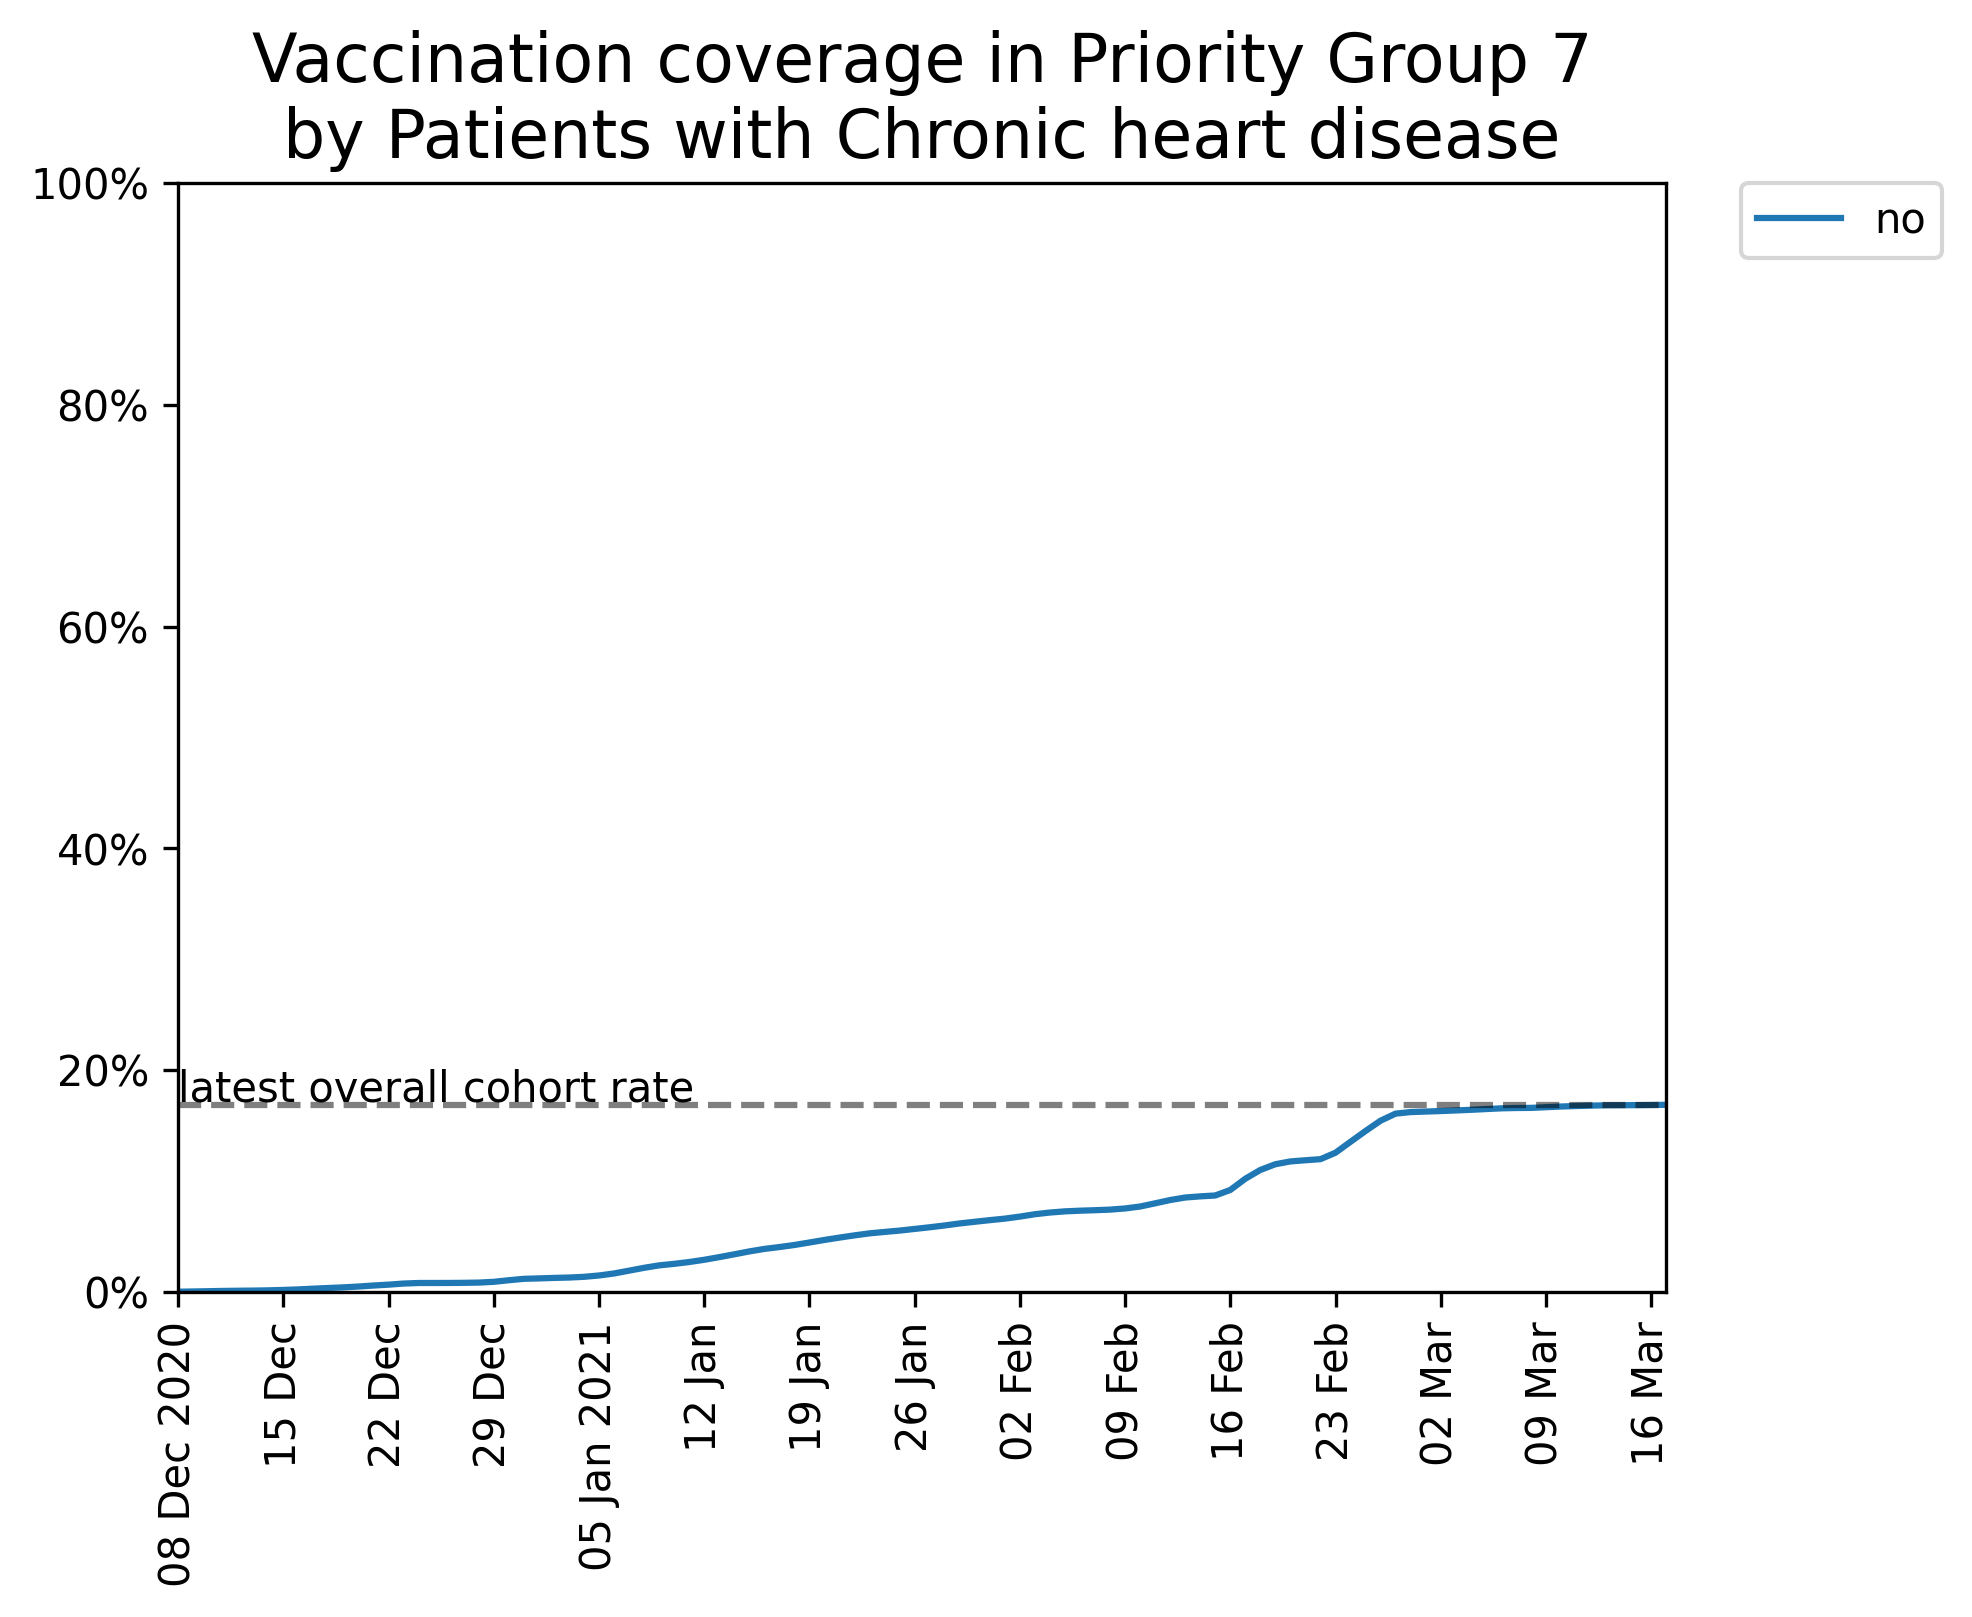 Vaccination coverage in Priority Group 7
by Patients with Chronic heart disease
100%
80%
60%
40%
20%
0%
latest overall cohort rate
no
08 Dec 2020
15 Dec
22 Dec
29 Dec
05 Jan 2021
12 Jan
19 Jan
26 Jan
02 Feb
09 Feb
16 Feb
23 Feb
02 Mar
09 Mar
16 Mar